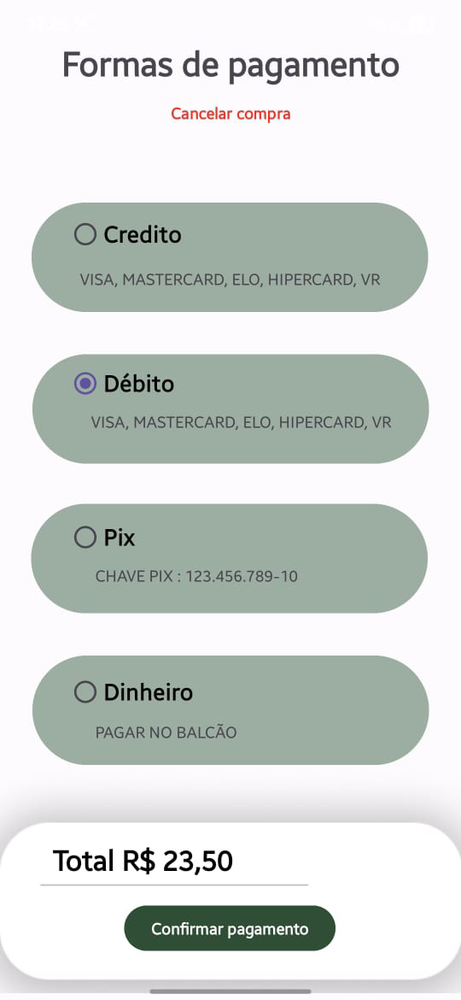 Formas de pagamento
Cancelar compra
Credito
VISA, MASTERCARD, ELO, HIPERCARD, VR
Débito
VISA, MASTERCARD, ELO, HIPERCARD, VR
Pix
CHAVE PIX : 123.456.789-10
Dinheiro
PAGAR NO BALCÃO
Total R$ 23,50
Confirmar pagamento